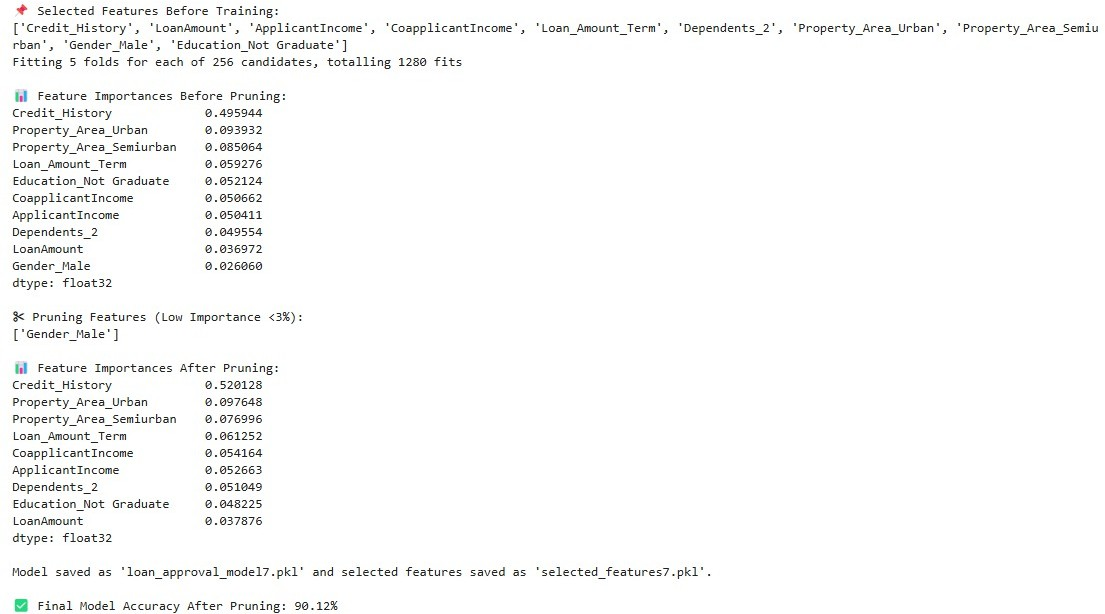 📌 Selected Features Before Training:
['Credit_History', 'LoanAmount', 'ApplicantIncome', 'CoapplicantIncome', 'Loan_Amount_Term', 'Dependents_2', 'Property_Area_Urban', 'Property_Area_Semiu
rban', 'Gender_Male', 'Education_Not Graduate']
Fitting 5 folds for each of 256 candidates, totalling 1280 fits
📊 Feature Importances Before Pruning:
Credit_History 0.495944
Property_Area_Urban 0.093932
Property_Area_Semiurban 0.085064
Loan_Amount_Term 0.059276
Education_Not Graduate 0.052124
CoapplicantIncome 0.050662
ApplicantIncome 0.050411
Dependents_2 0.049554
LoanAmount 0.036972
Gender_Male 0.026060
dtype: float32
✂ Pruning Features (Low Importance <3%):
['Gender_Male']
📊 Feature Importances After Pruning:
Credit_History 0.520128
Property_Area_Urban 0.097648
Property_Area_Semiurban 0.076996
Loan_Amount_Term 0.061252
CoapplicantIncome 0.054164
ApplicantIncome 0.052663
Dependents_2 0.051049
Education_Not Graduate 0.048225
LoanAmount 0.037876
dtype: float32
Model saved as 'loan_approval_model7.pkl' and selected features saved as 'selected_features7.pkl'.
✅ Final Model Accuracy After Pruning: 90.12%